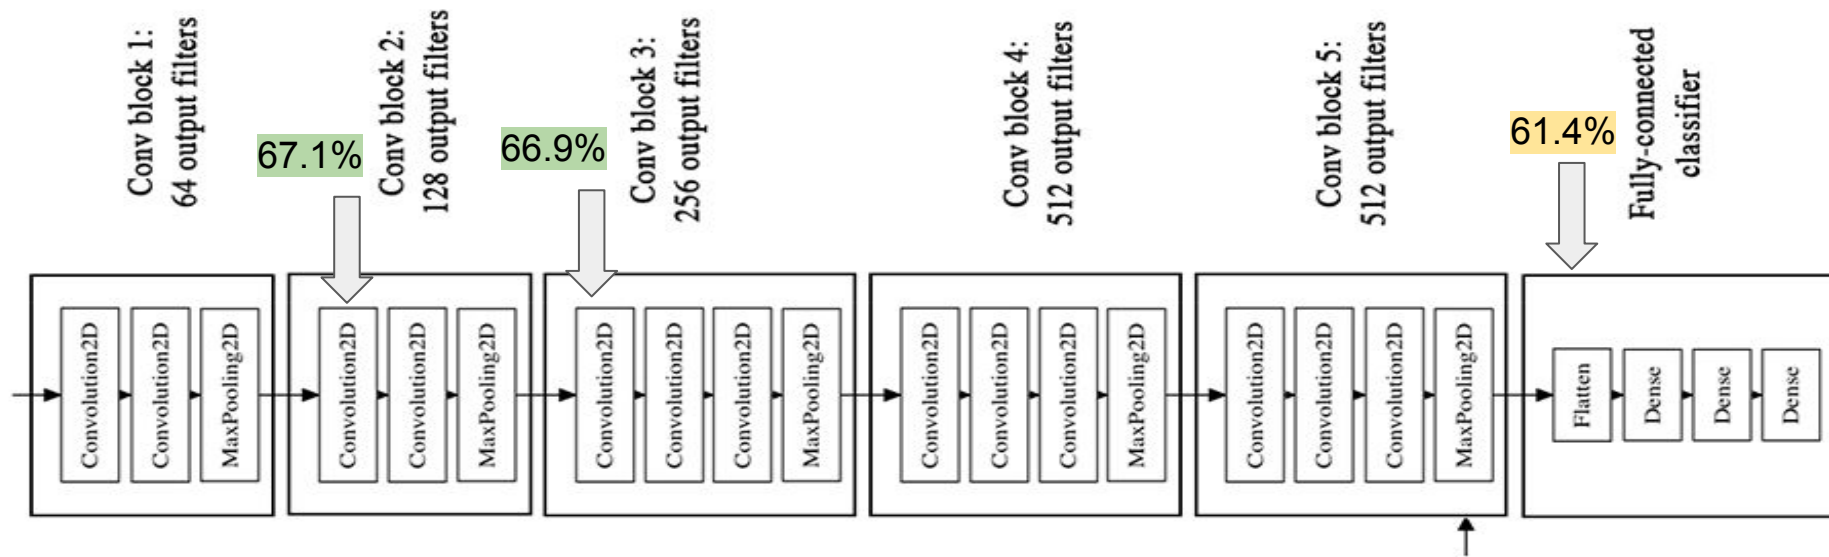 Conv block 1:
64 output filters
67.1%
Conv block 2:
128 output filters
66.9%
Conv block 3:
256 output filters
Conv block 4:
512 output filters
Conv block 5:
512 output filters
61.4%
Fully-connected
classifier
Convolution2D
Convolution2D
MaxPooling2D
Convolution2D
Convolution2D
MaxPooling2D
Convolution2D
Convolution2D
Convolution2D
MaxPooling2D
Convolution2D
Convolution2D
Convolution2D
MaxPooling2D
Convolution2D
Convolution2D
Convolution2D
MaxPooling2D
Flatten
Dense
Dense
Dense